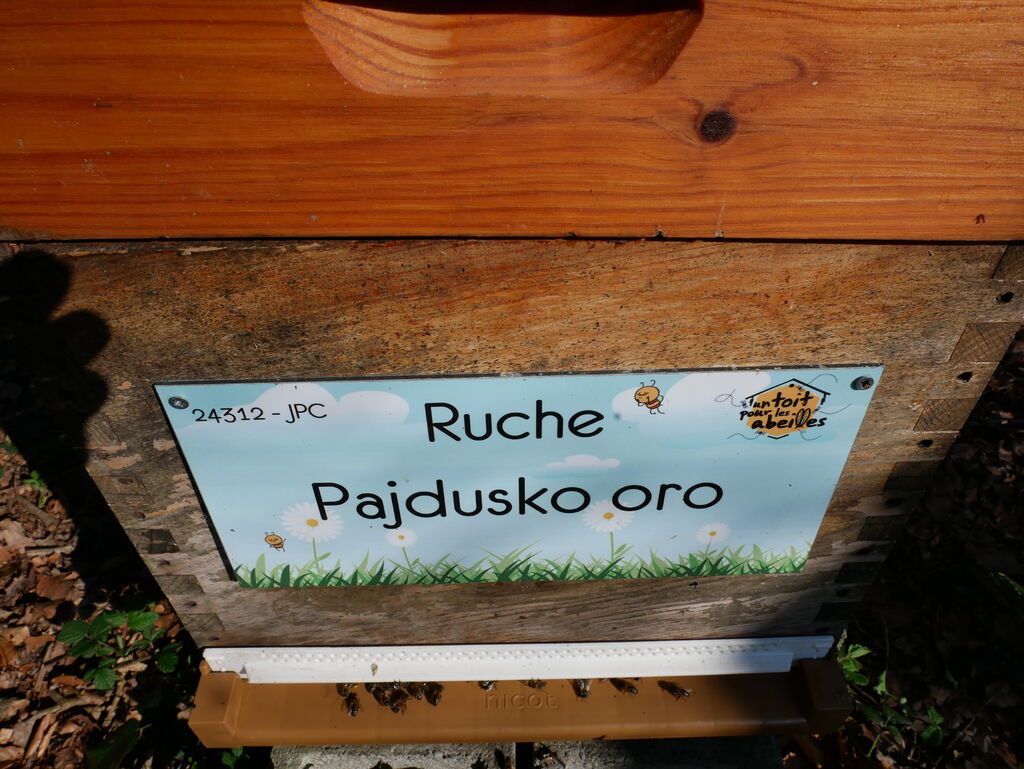 24312 - JPC
Ruche
Pajdusko oro
un toit
pour les
abeilles
nicot